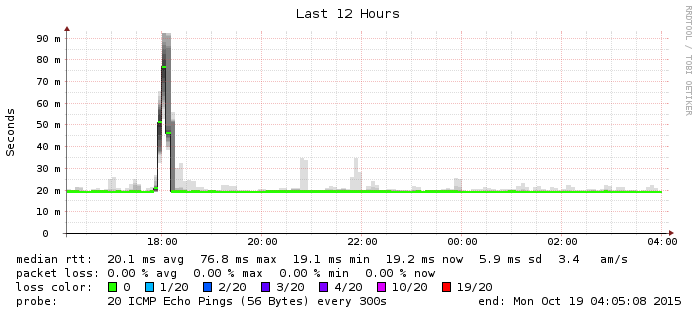 Last 12 Hours
RRDTOOL / TOBI OETIKER
Seconds
90 m
80 m
70 m
60 m
50 m
40 m
30 m
20 m
10 m
0
18:00 20:00 22:00 00:00 02:00 04:00
median rtt: 20.1 ms avg 76.8 ms max 19.1 ms min 19.2 ms now 5.9 ms sd 3.4 am/s
packet loss: 0.00 % avg 0.00 % max 0.00 % min 0.00 % now
loss color: 0 1/20 2/20 3/20 4/20 10/20 19/20
probe: 20 ICMP Echo Pings (56 Bytes) every 300s end: Mon Oct 19 04:05:08 2015